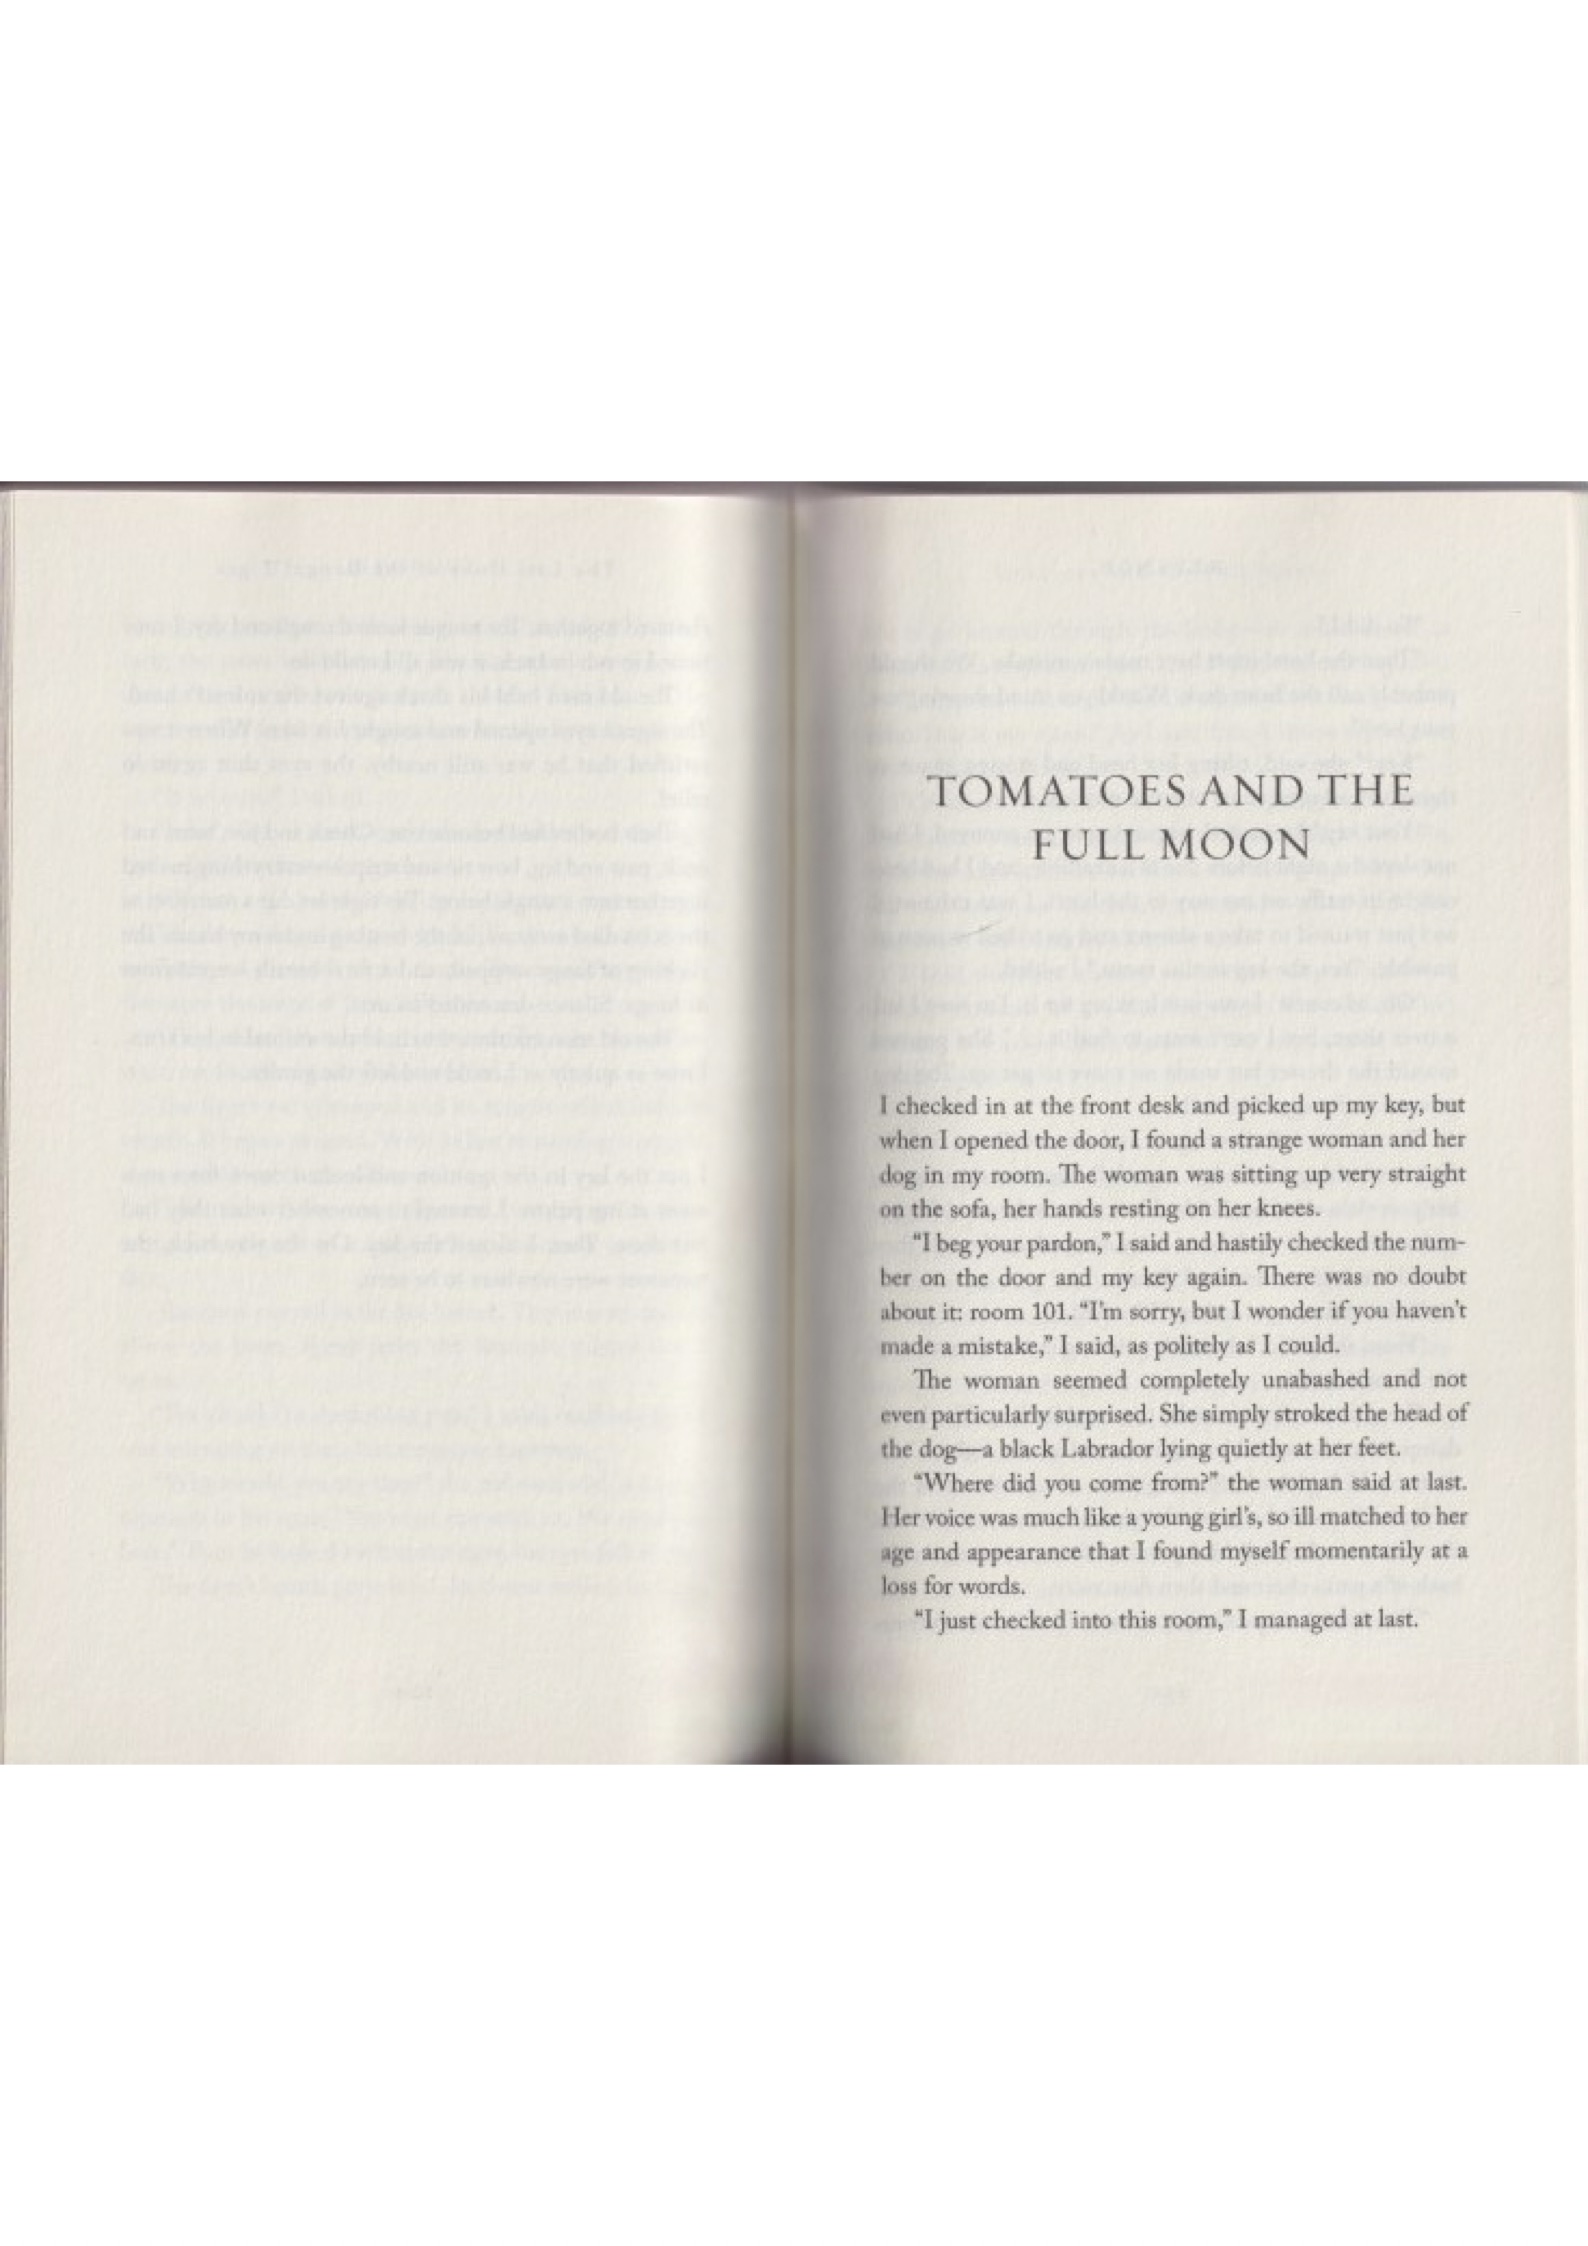 TOMATOES AND THE
FULL MOON
I checked in at the front desk and picked up my key, but
when I opened the door, I found a strange woman and her
dog in my room. The woman was sitting up very straight
on the sofa, her hands resting on her knees.
“I beg your pardon,” I said and hastily checked the num-
ber on the door and my key again. There was no doubt
about it: room 101. “I'm sorry, but I wonder if you haven't
made a mistake,” I said, as politely as I could.
The woman seemed completely unabashed and not
even particularly surprised. She simply stroked the head of
the dog—a black Labrador lying quietly at her feet.
“Where did you come from?” the woman said at last.
Her voice was much like a young girl's, so ill matched to her
age and appearance that I found myself momentarily at a
loss for words.
“I just checked into this room,” I managed at last.